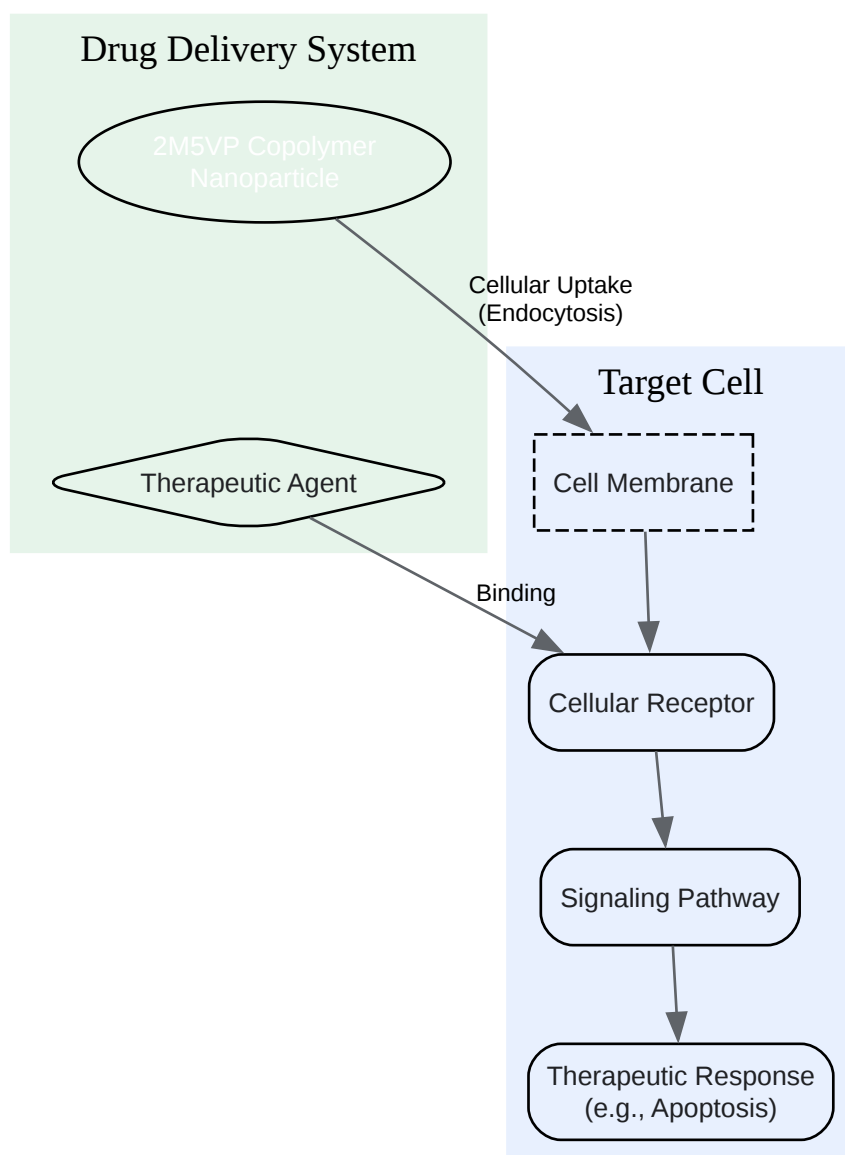 Drug Delivery System
2M5VP Copolymer
Nanoparticle
Cellular Uptake
(Endocytosis)
Target Cell
Therapeutic Agent
Cell Membrane
Binding
Cellular Receptor
Signaling Pathway
Therapeutic Response
(e.g., Apoptosis)